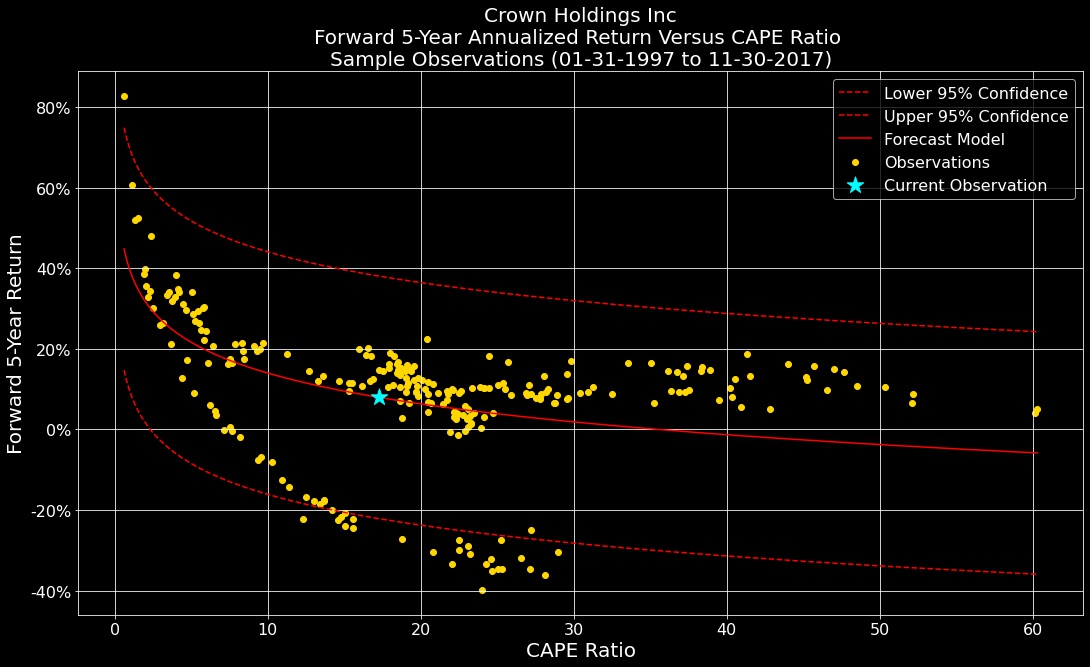 Crown Holdings Inc
Forward 5-Year Annualized Return Versus CAPE Ratio
Sample Observations (01-31-1997 to 11-30-2017)
Lower 95% Confidence
Upper 95% Confidence
Forecast Model
Observations
Current Observation
Forward 5-Year Return
80%
60%
40%
20%
0%
-20%
-40%
0
10
20
30
40
50
60
CAPE Ratio